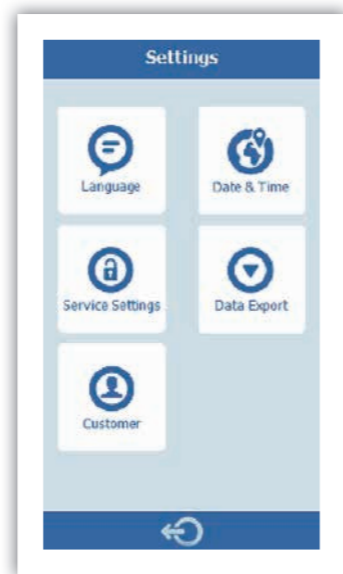 Settings
Language
Date & Time
Service Settings
Data Export
Customer